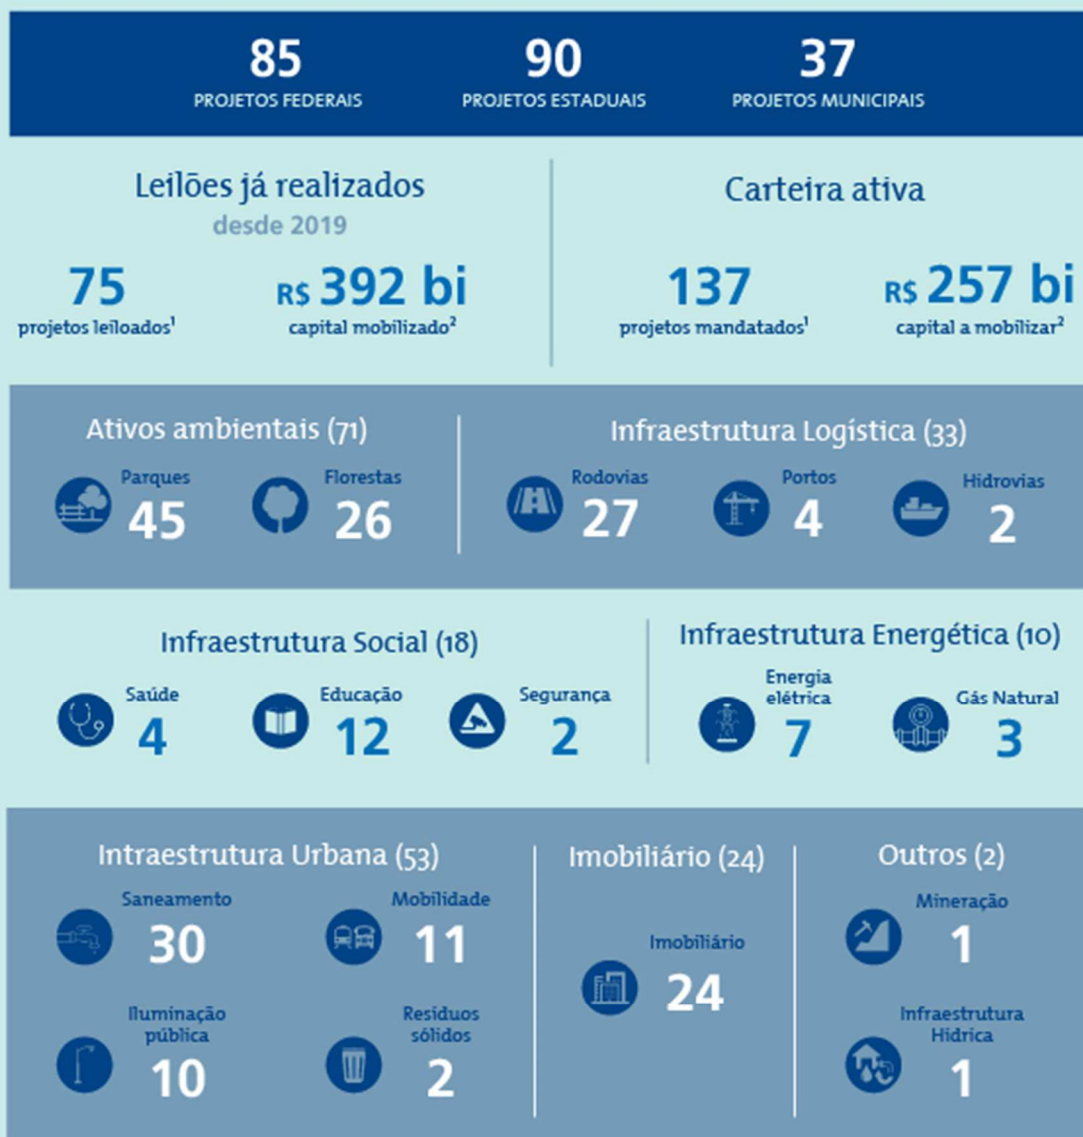 85
PROJETOS FEDERAIS
90
PROJETOS ESTADUAIS
37
PROJETOS MUNICIPAIS
Leilões já realizados
desde 2019
75
projetos leiloados¹
R$ 392 bi
capital mobilizado²
Carteira ativa
137
projetos mandatados¹
R$ 257 bi
capital a mobilizar²
Ativos ambientais (71)
Parques
45
Florestas
26
Infraestrutura Logística (33)
Rodovias
27
Portos
4
Hidrovias
2
Infraestrutura Social (18)
Saúde
4
Educação
12
Segurança
2
Infraestrutura Energética (10)
Energia
elétrica
7
Gás Natural
3
Intraestrutura Urbana (53)
Saneamento
30
Mobilidade
11
Iluminação
pública
10
Resíduos
sólidos
2
Imobiliário (24)
Imobiliário
24
Outros (2)
Mineração
1
Infraestrutura
Hídrica
1